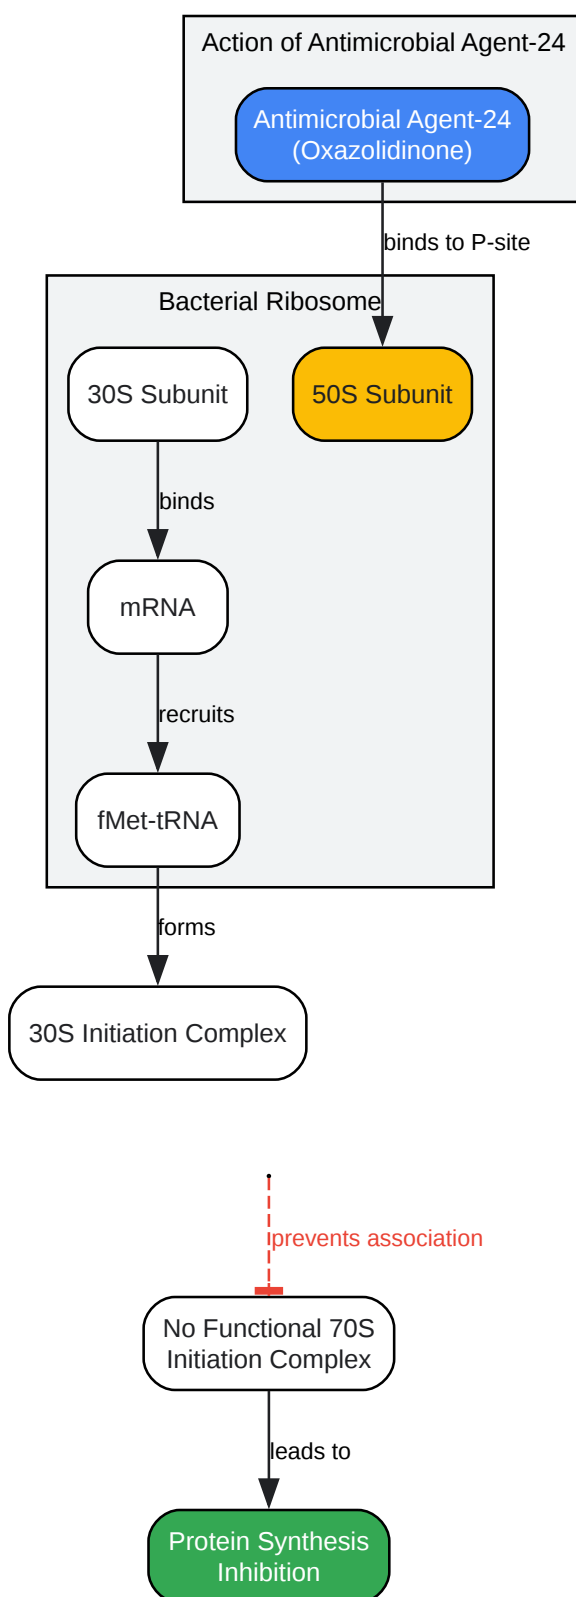 Action of Antimicrobial Agent-24
Antimicrobial Agent-24
(Oxazolidinone)
binds to P-site
Bacterial Ribosome
30S Subunit
50S Subunit
binds
mRNA
recruits
fMet-tRNA
forms
30S Initiation Complex
prevents association
No Functional 70S
Initiation Complex
leads to
Protein Synthesis
Inhibition